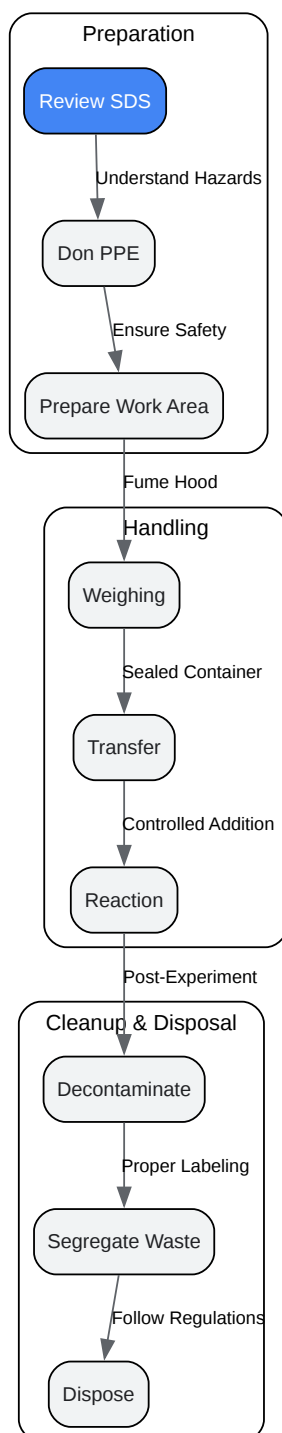 Preparation
Review SDS
Understand Hazards
Don PPE
Ensure Safety
Prepare Work Area
Fume Hood
Handling
Weighing
Sealed Container
Transfer
Controlled Addition
Reaction
Post-Experiment
Cleanup & Disposal
Decontaminate
Proper Labeling
Segregate Waste
Follow Regulations
Dispose